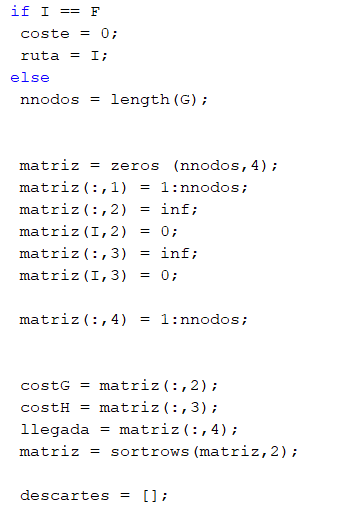 if I == F
coste = 0;
ruta = I;
else
nnodos = length(G);
matriz = zeros (nnodos,4);
matriz(:,1) = 1:nnodos;
matriz(:,2) = inf;
matriz(I,2) = 0;
matriz(:,3) = inf;
matriz(I,3) = 0;
matriz(:,4) = 1:nnodos;
costG = matriz(:,2);
costH = matriz(:,3);
llegada = matriz(:,4);
matriz = sortrows(matriz,2);
descartes = [];